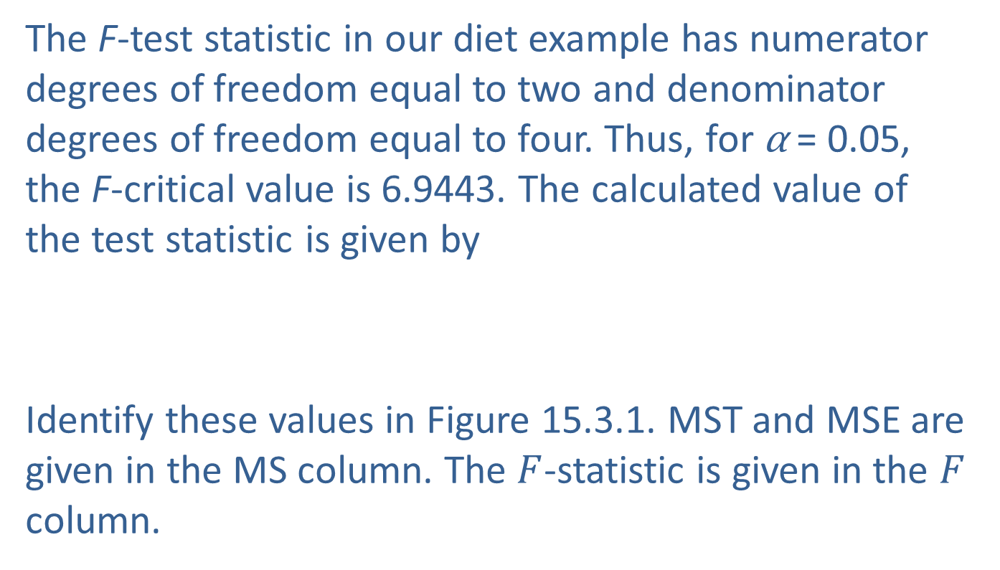 The F-test statistic in our diet example has numerator
degrees of freedom equal to two and denominator
degrees of freedom equal to four. Thus, for α = 0.05,
the F-critical value is 6.9443. The calculated value of
the test statistic is given by
Identify these values in Figure 15.3.1. MST and MSE are
given in the MS column. The F-statistic is given in the F
column.